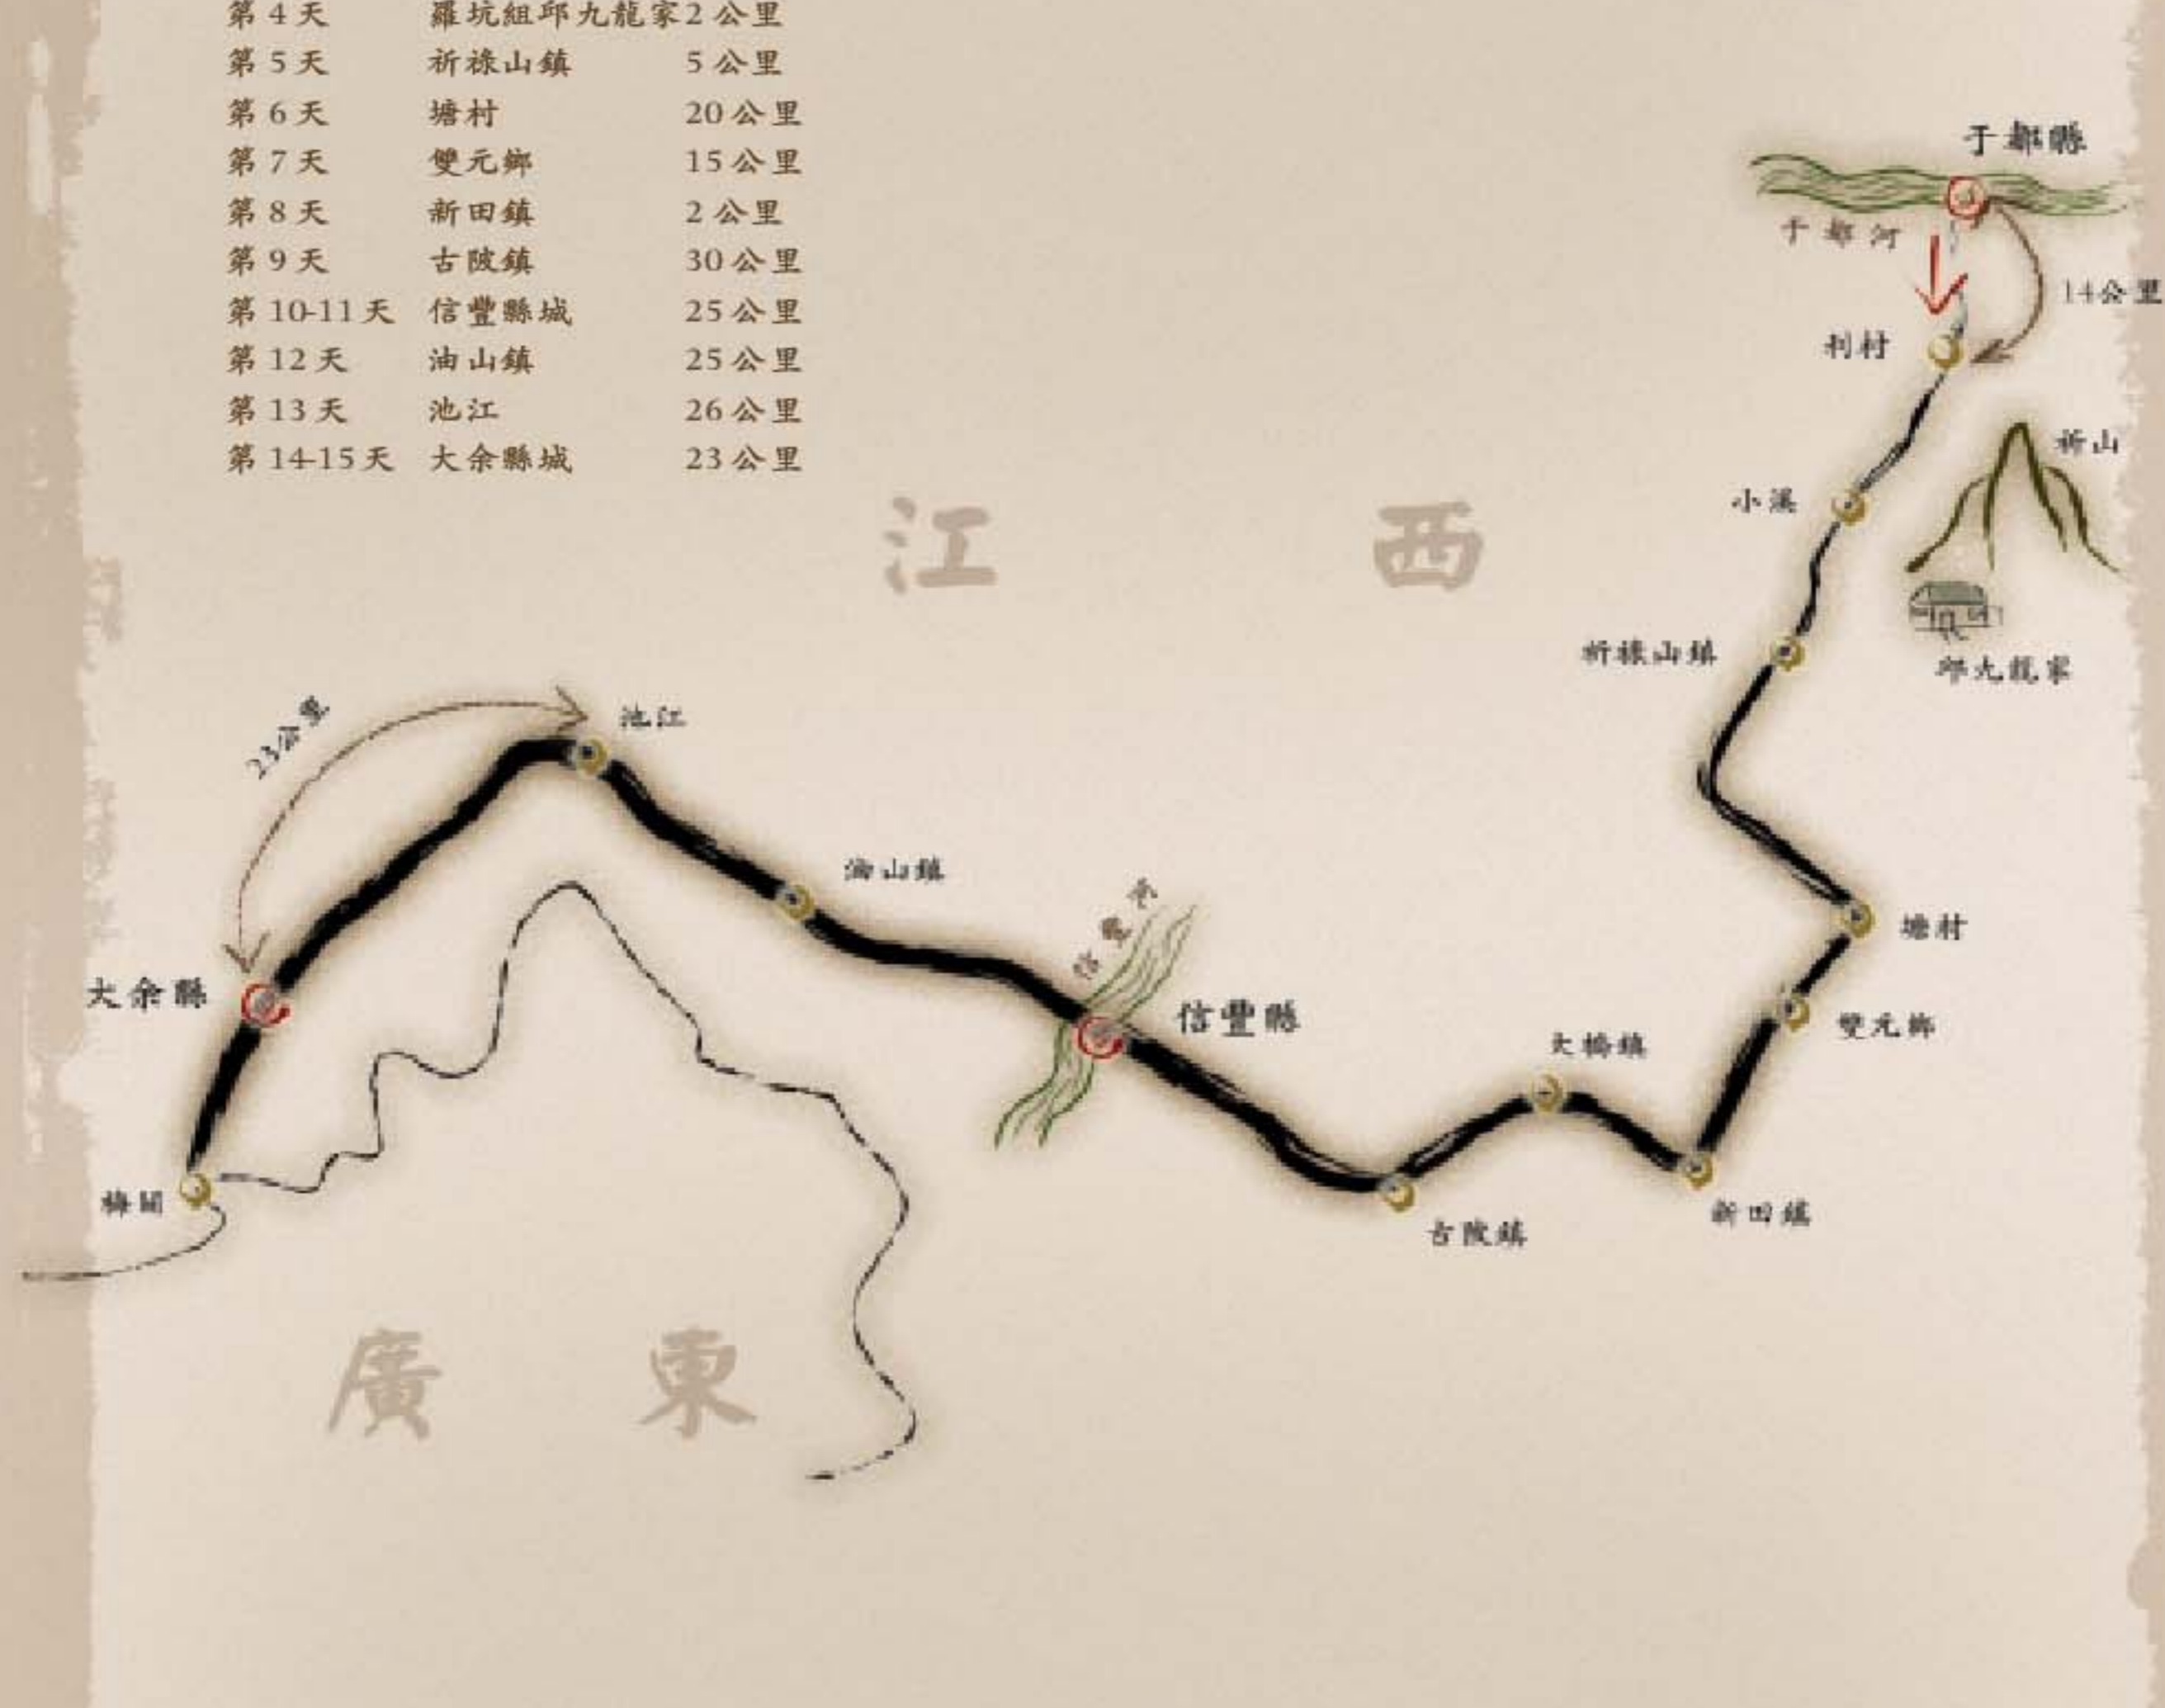 第 4 天 羅坑組邱九龍家 2 公里
第 5 天 祈祿山鎮 5 公里
第 6 天 塘村 20 公里
第 7 天 雙元鄉 15 公里
第 8 天 新田鎮 2 公里
第 9 天 古陂鎮 30 公里
第 10-11 天 信豐縣城 25 公里
第 12 天 油山鎮 25 公里
第 13 天 池江 26 公里
第 14-15 天 大余縣城 23 公里
于都縣
于都河
14公里
利村
祈山
小溪
江西
祈祿山鎮
邱九龍家
池江
23公里
油山鎮
信豐河
塘村
大余縣
信豐縣
雙元鄉
大橋鎮
梅關
新田鎮
古陂鎮
廣東